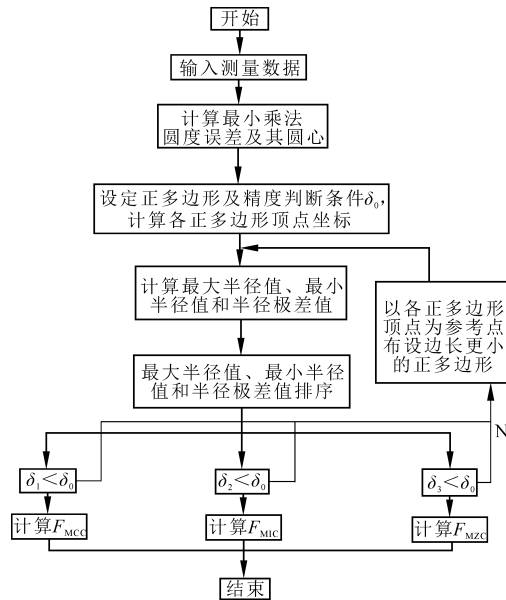 开始
输入测量数据
计算最小乘法
圆度误差及其圆心
设定正多边形及精度判断条件δ₀,
计算各正多边形顶点坐标
计算最大半径值、最小
半径值和半径极差值
以各正多边形
顶点为参考点
布设边长更小
的正多边形
最大半径值、最小半径
值和半径极差值排序
N
δ₁<δ₀
δ₂<δ₀
δ₃<δ₀
计算F_MCC
计算F_MIC
计算F_MZC
结束